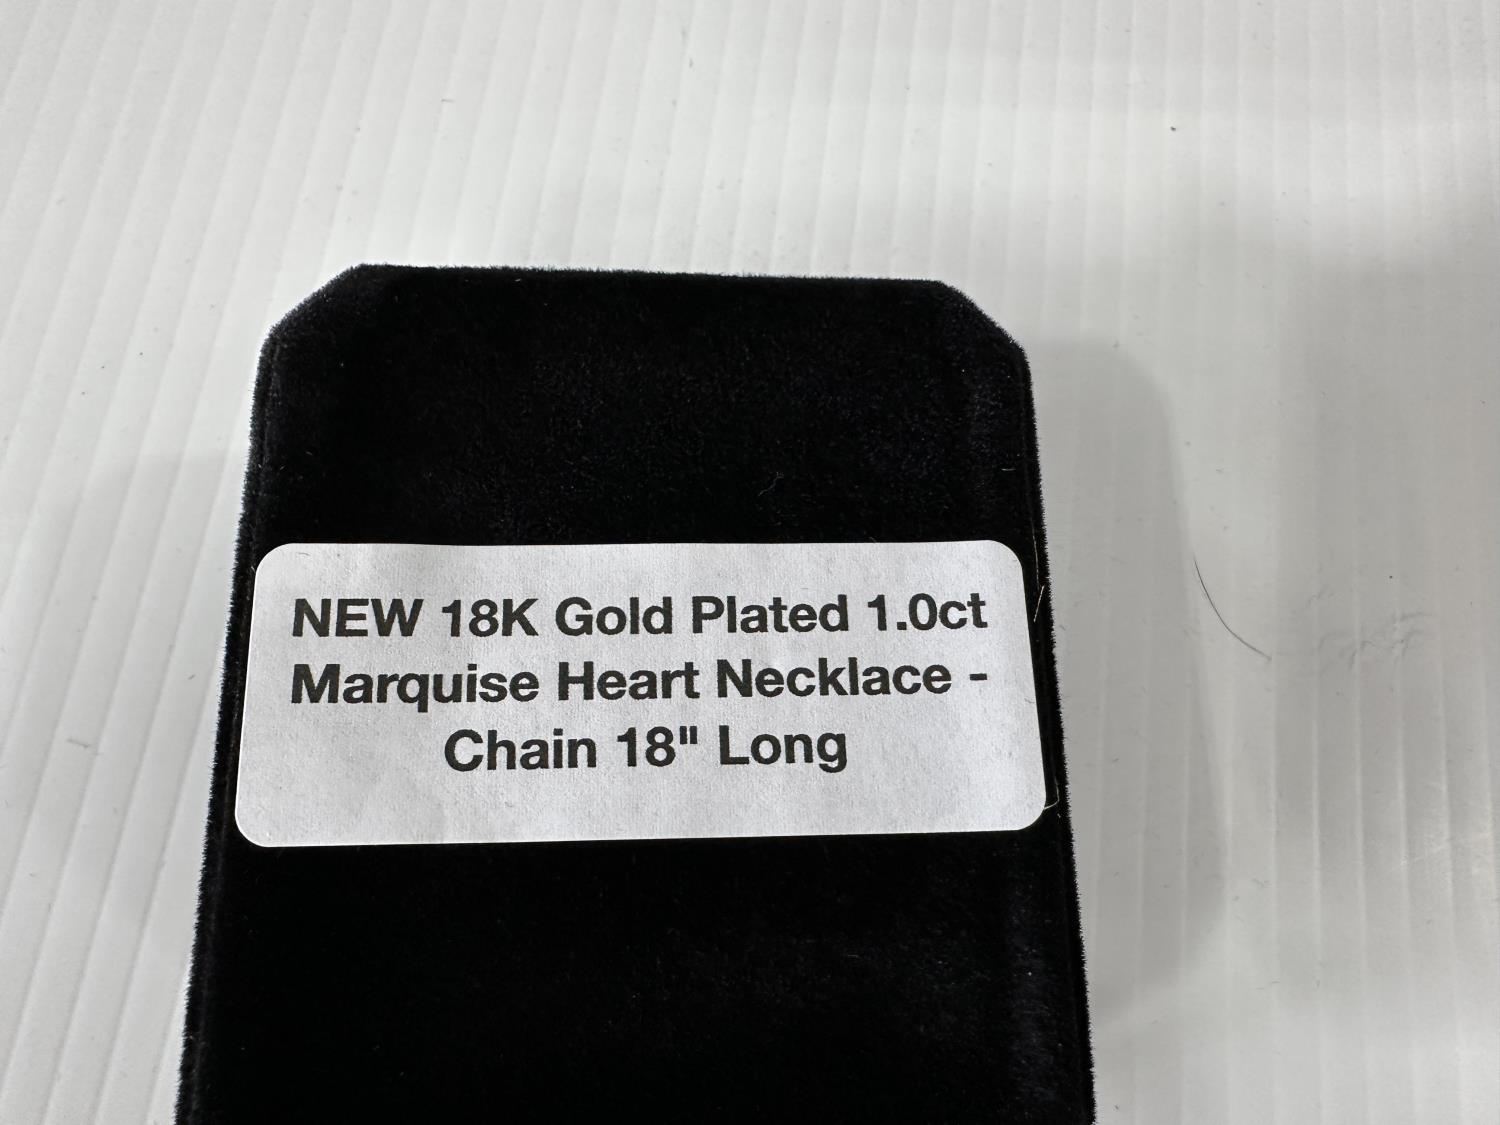 NEW 18K Gold Plated 1.0ct
Marquise Heart Necklace -
Chain 18" Long